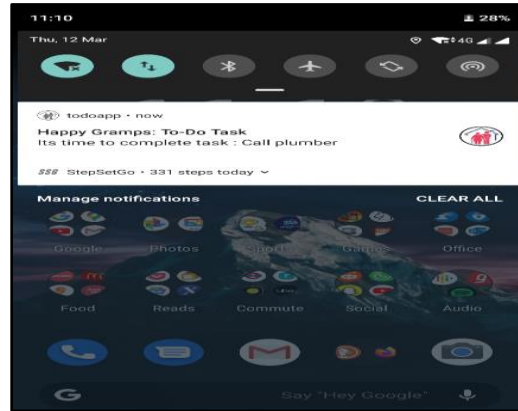 11:10
28%
Thu, 12 Mar
4G
todoapp • now
Happy Gramps: To-Do Task
Its time to complete task : Call plumber
StepSetGo • 331 steps today
Manage notifications
CLEAR ALL
Google
Photos
Games
Office
Food
Reads
Commute
Social
Audio
G
Say "Hey Google"